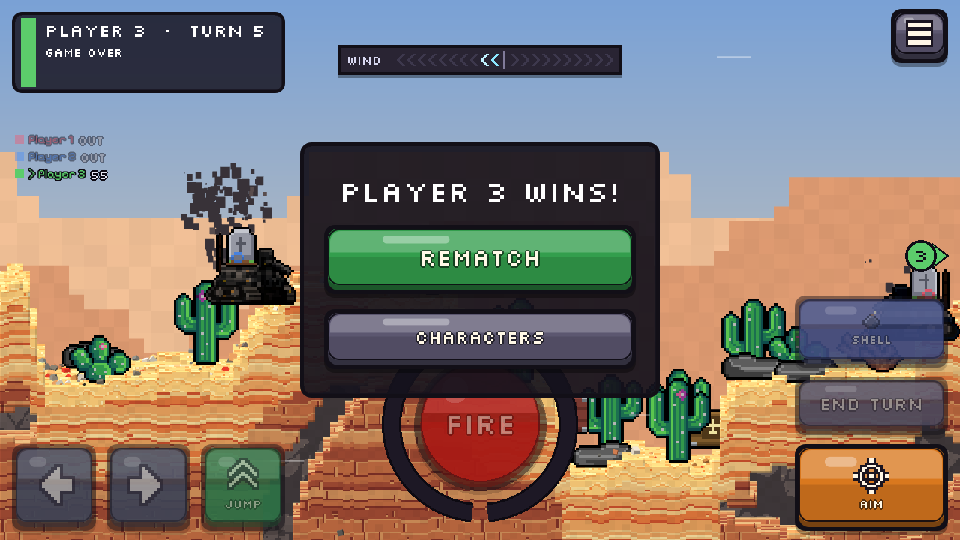 PLAYER 3 · TURN 5
GAME OVER
WIND
Player 1 OUT
Player 2 OUT
>Player 3 55
PLAYER 3 WINS!
REMATCH
CHARACTERS
3
SHELL
FIRE
END TURN
JUMP
AIM